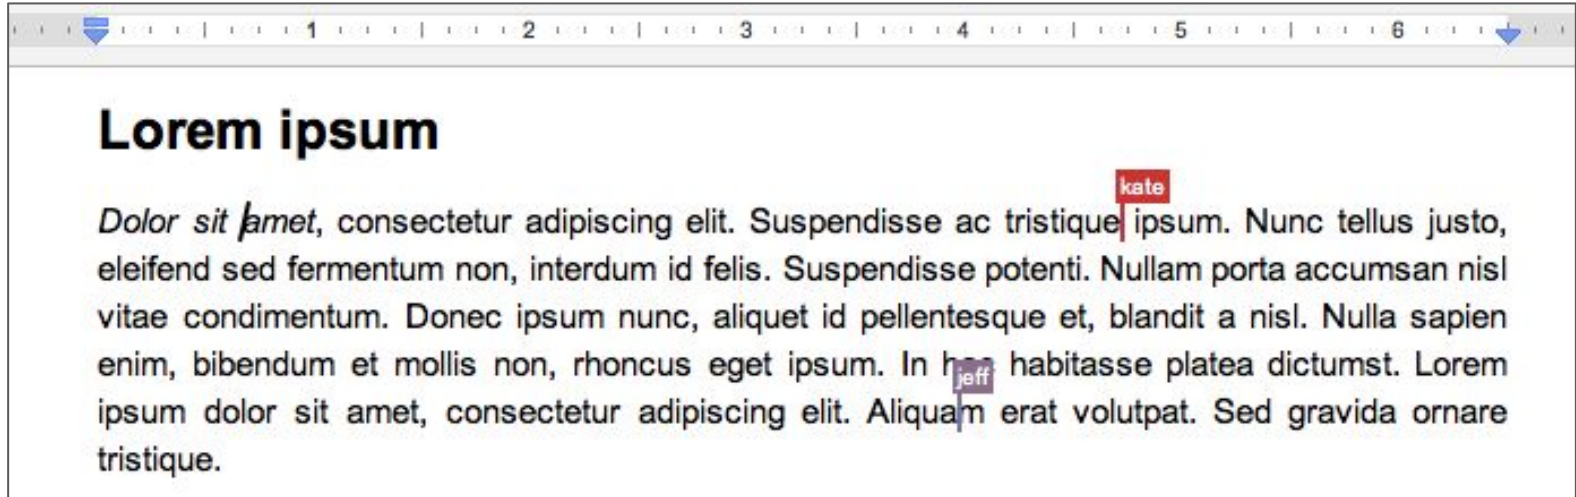 1 2 3 4 5 6
Lorem ipsum
kate
Dolor sit amet, consectetur adipiscing elit. Suspendisse ac tristique ipsum. Nunc tellus justo,
eleifend sed fermentum non, interdum id felis. Suspendisse potenti. Nullam porta accumsan nisl
vitae condimentum. Donec ipsum nunc, aliquet id pellentesque et, blandit a nisl. Nulla sapien
enim, bibendum et mollis non, rhoncus eget ipsum. In habitasse platea dictumst. Lorem
jeff
ipsum dolor sit amet, consectetur adipiscing elit. Aliquam erat volutpat. Sed gravida ornare
tristique.